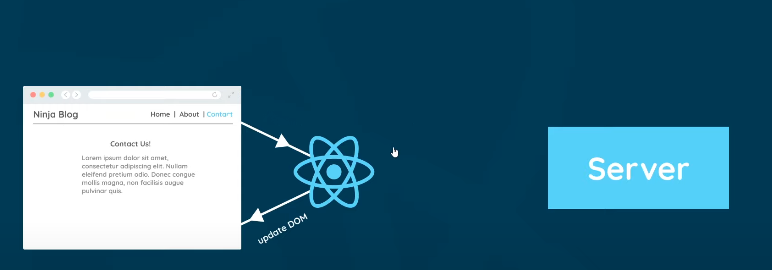 Ninja Blog
Home | About | Contact
Contact Us!
Lorem ipsum dolor sit amet,
consectetur adipiscing elit. Nullam
eleifend pretium odio. Donec congue
mollis magna, non facilisis augue
pulvinar quis.
update DOM
Server